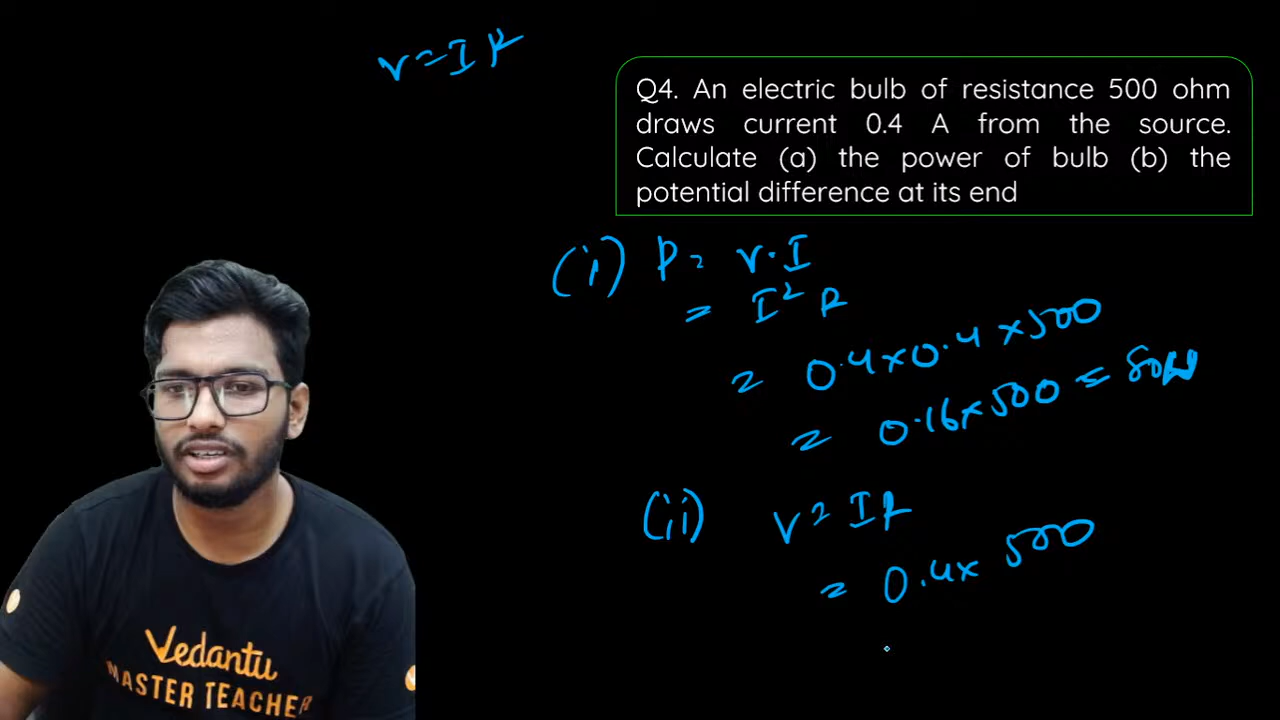 V = I R
Q4. An electric bulb of resistance 500 ohm
draws current 0.4 A from the source.
Calculate (a) the power of bulb (b) the
potential difference at its end
(i) P = V · I
= I² R
= 0.4 × 0.4 × 500
= 0.16 × 500 = 80W
(ii) V = IR
= 0.4 × 500
Vedantu
MASTER TEACHER